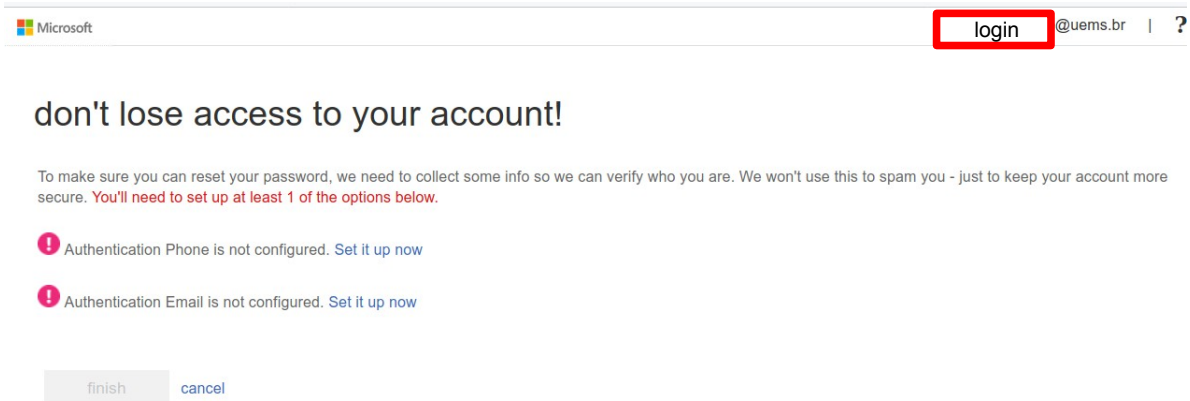 Microsoft login @uems.br | ?
don't lose access to your account!
To make sure you can reset your password, we need to collect some info so we can verify who you are. We won't use this to spam you - just to keep your account more
secure. You'll need to set up at least 1 of the options below.
! Authentication Phone is not configured. Set it up now
! Authentication Email is not configured. Set it up now
finish cancel